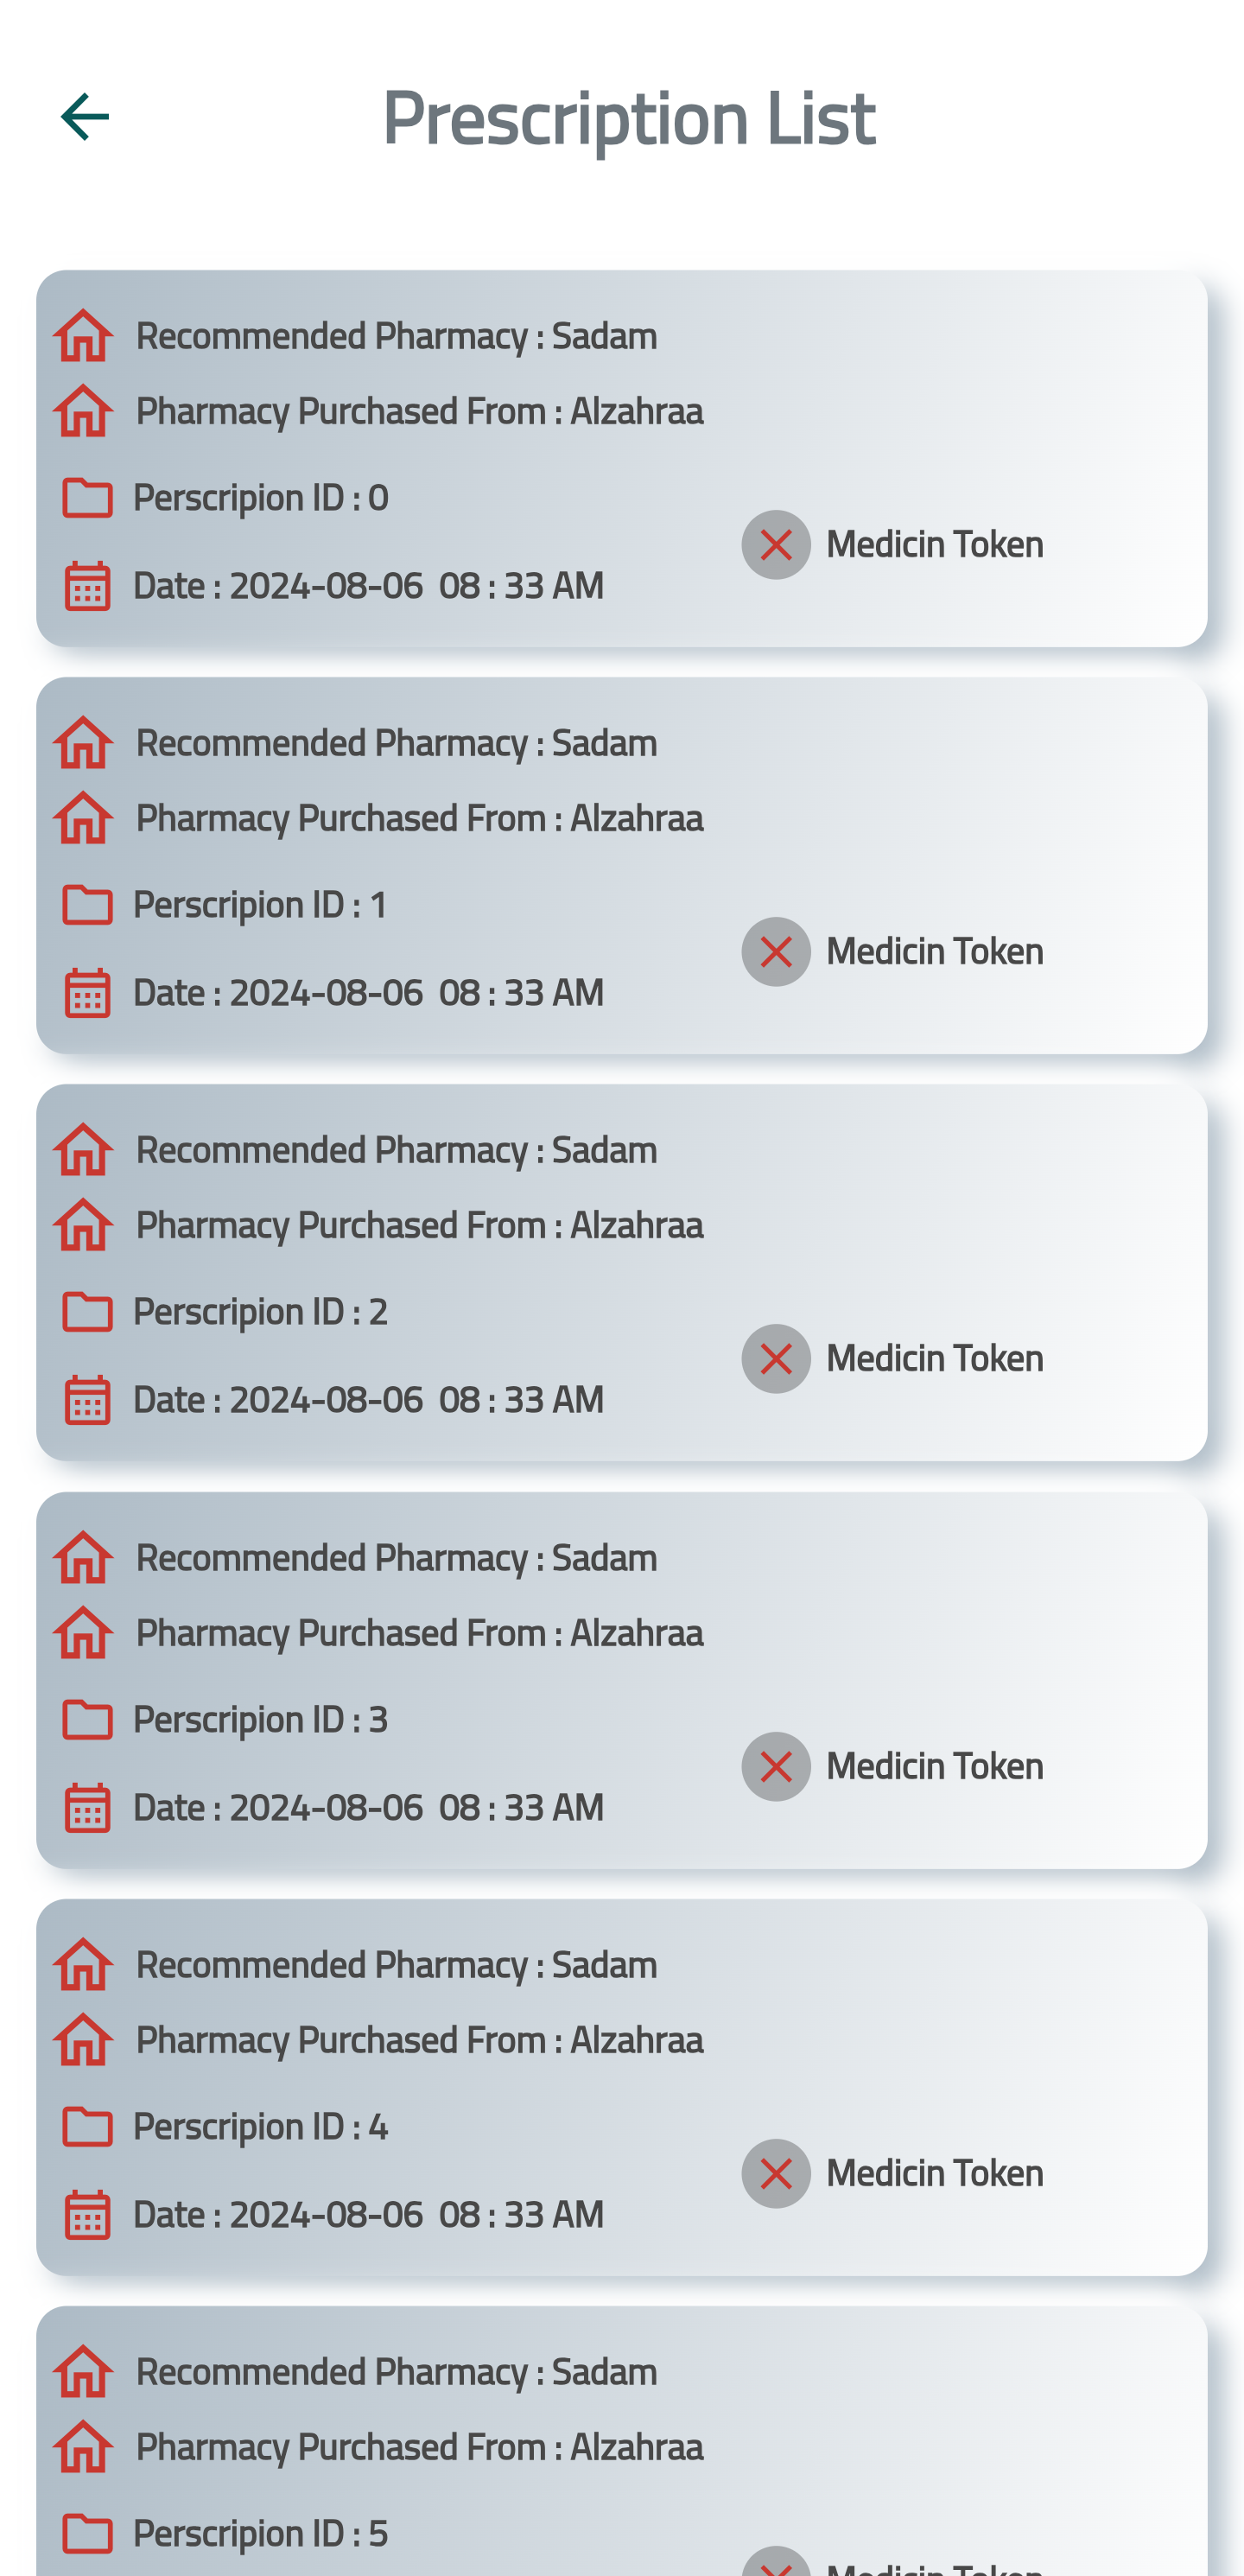 Prescription List
Recommended Pharmacy : Sadam
Pharmacy Purchased From : Alzahraa
Perscripion ID : 0
Medicin Token
Date : 2024-08-06  08 : 33 AM
Recommended Pharmacy : Sadam
Pharmacy Purchased From : Alzahraa
Perscripion ID : 1
Medicin Token
Date : 2024-08-06  08 : 33 AM
Recommended Pharmacy : Sadam
Pharmacy Purchased From : Alzahraa
Perscripion ID : 2
Medicin Token
Date : 2024-08-06  08 : 33 AM
Recommended Pharmacy : Sadam
Pharmacy Purchased From : Alzahraa
Perscripion ID : 3
Medicin Token
Date : 2024-08-06  08 : 33 AM
Recommended Pharmacy : Sadam
Pharmacy Purchased From : Alzahraa
Perscripion ID : 4
Medicin Token
Date : 2024-08-06  08 : 33 AM
Recommended Pharmacy : Sadam
Pharmacy Purchased From : Alzahraa
Perscripion ID : 5
Medicin Token